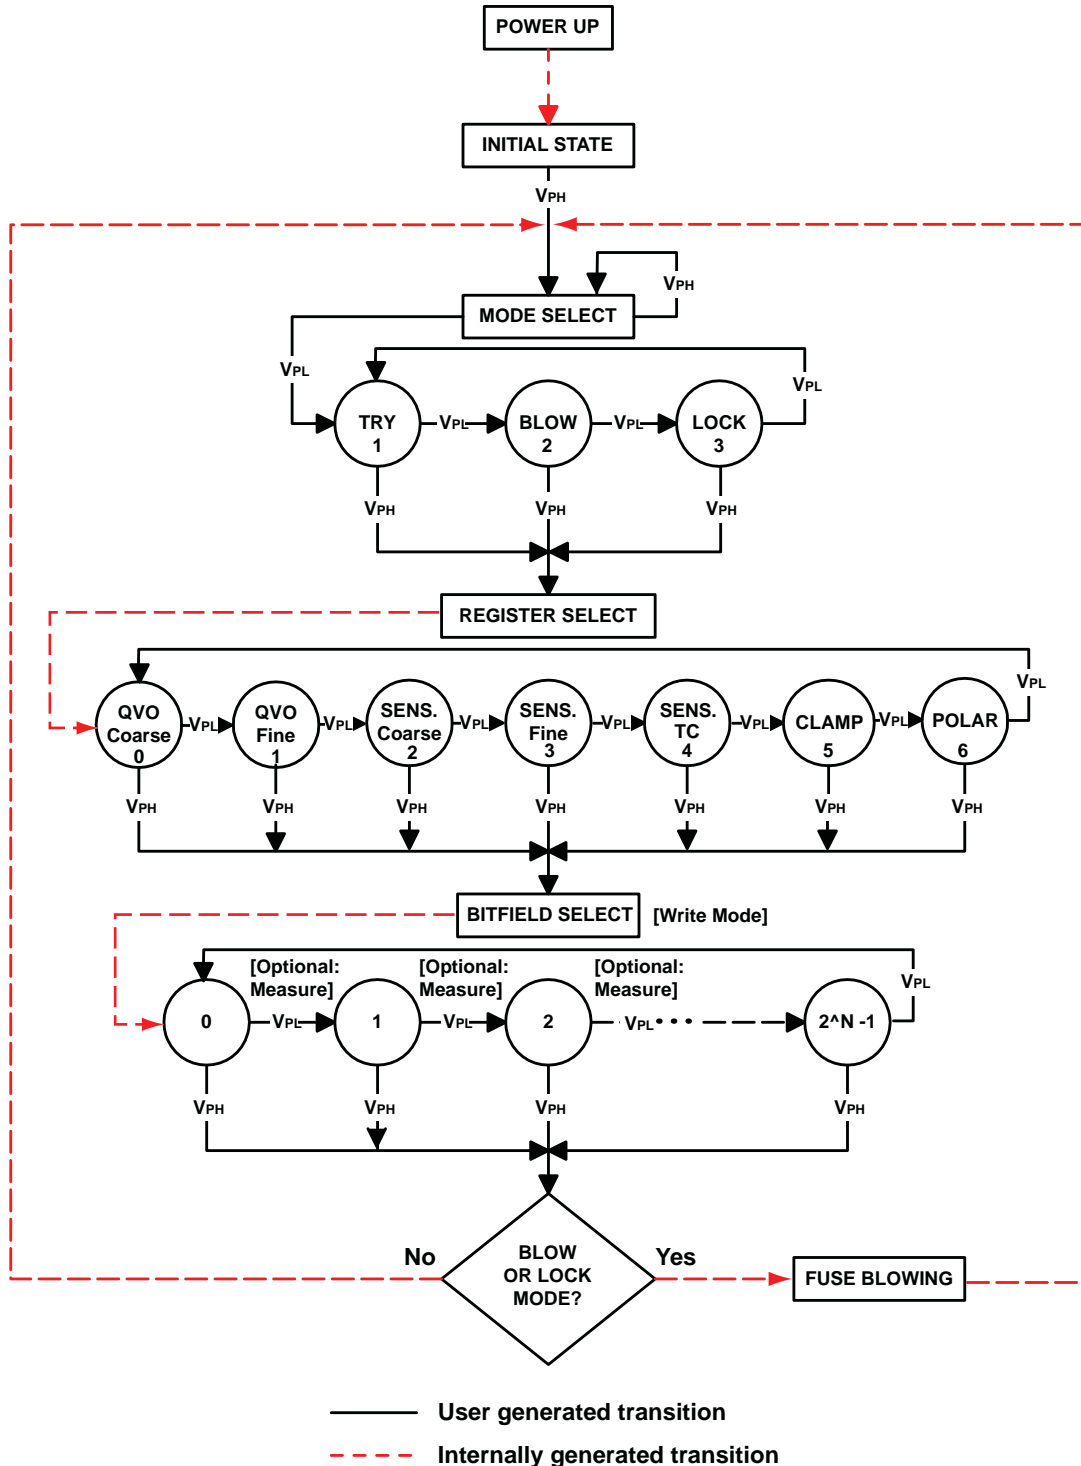 POWER UP
INITIAL STATE
VPH
VPH
MODE SELECT
VPL
VPL
TRY
1
VPL
BLOW
2
VPL
LOCK
3
VPH
VPH
VPH
REGISTER SELECT
VPL
QVO
Coarse
0
VPL
QVO
Fine
1
VPL
SENS.
Coarse
2
VPL
SENS.
Fine
3
VPL
SENS.
TC
4
VPL
CLAMP
5
VPL
POLAR
6
VPH
VPH
VPH
VPH
VPH
VPH
VPH
BITFIELD SELECT
[Write Mode]
[Optional:
Measure]
[Optional:
Measure]
[Optional:
Measure]
VPL
0
VPL
1
VPL
2
VPL
2^N -1
VPH
VPH
VPH
VPH
No
BLOW
OR LOCK
MODE?
Yes
FUSE BLOWING
User generated transition
Internally generated transition